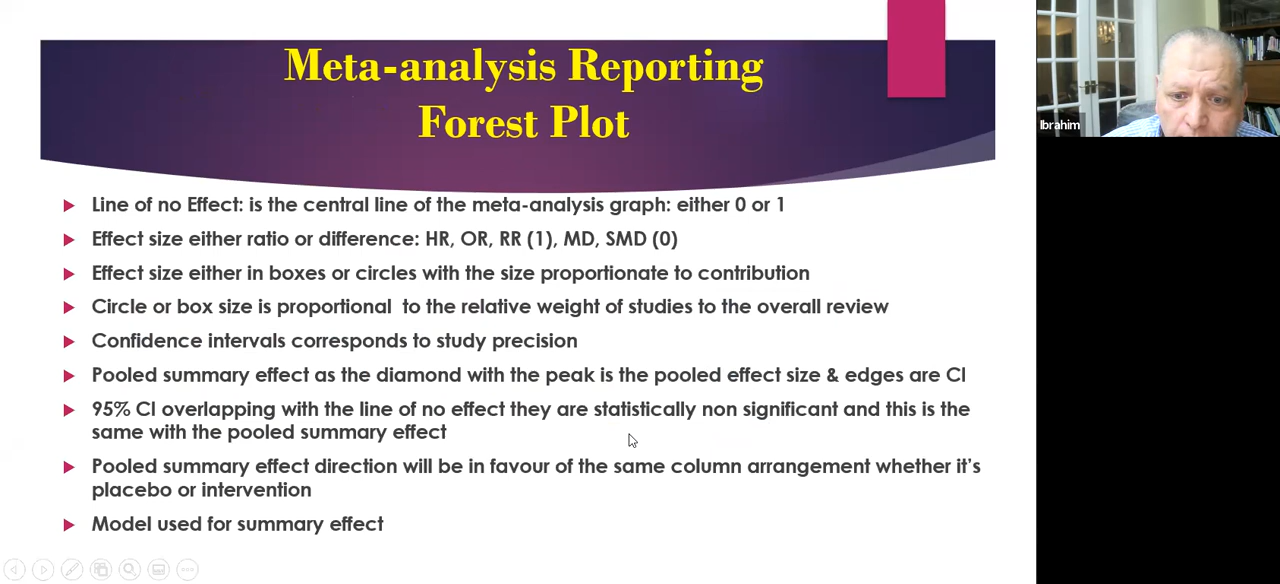 Meta-analysis Reporting
Forest Plot
Ibrahim
Line of no Effect: is the central line of the meta-analysis graph: either 0 or 1
Effect size either ratio or difference: HR, OR, RR (1), MD, SMD (0)
Effect size either in boxes or circles with the size proportionate to contribution
Circle or box size is proportional to the relative weight of studies to the overall review
Confidence intervals corresponds to study precision
Pooled summary effect as the diamond with the peak is the pooled effect size & edges are CI
95% CI overlapping with the line of no effect they are statistically non significant and this is the
same with the pooled summary effect
Pooled summary effect direction will be in favour of the same column arrangement whether it's
placebo or intervention
Model used for summary effect